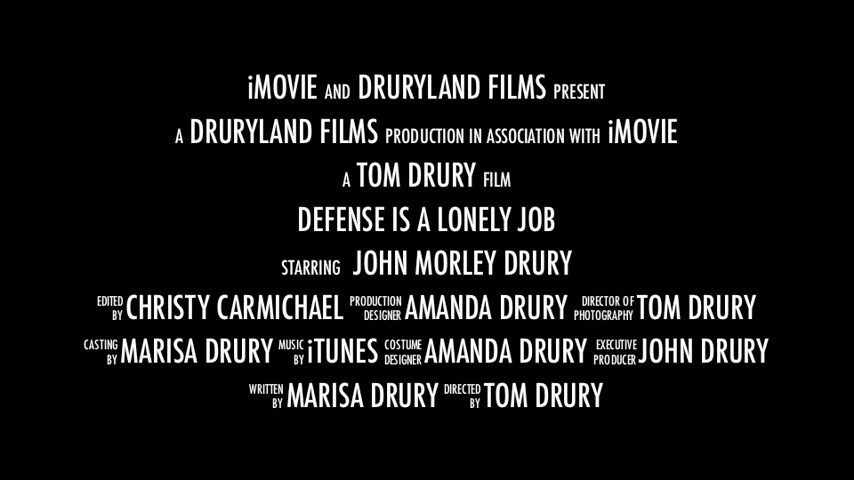 iMOVIE AND DRURYLAND FILMS PRESENT
A DRURYLAND FILMS PRODUCTION IN ASSOCIATION WITH iMOVIE
A TOM DRURY FILM
DEFENSE IS A LONELY JOB
STARRING JOHN MORLEY DRURY
EDITED BY CHRISTY CARMICHAEL PRODUCTION DESIGNER AMANDA DRURY DIRECTOR OF PHOTOGRAPHY TOM DRURY
CASTING BY MARISA DRURY MUSIC BY iTUNES COSTUME DESIGNER AMANDA DRURY EXECUTIVE PRODUCER JOHN DRURY
WRITTEN BY MARISA DRURY DIRECTED BY TOM DRURY